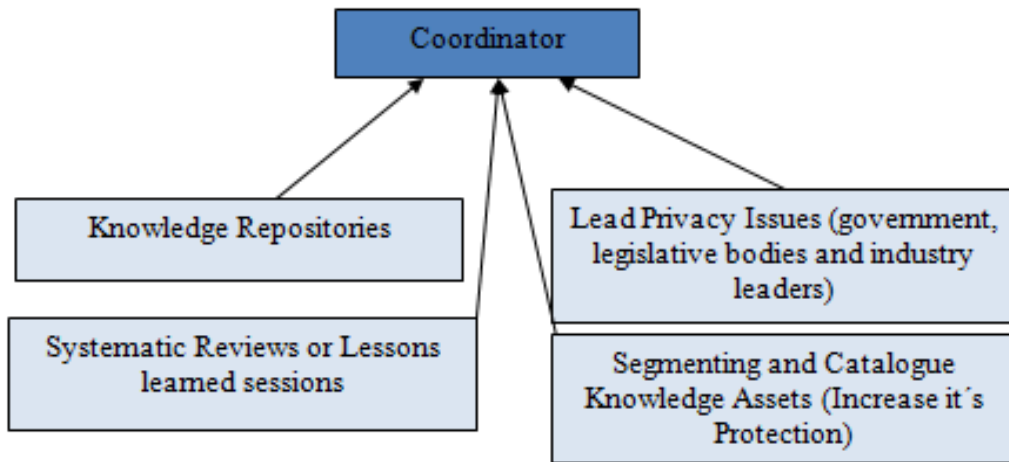 Coordinator
Knowledge Repositories
Lead Privacy Issues (government,
legislative bodies and industry
leaders)
Systematic Reviews or Lessons
learned sessions
Segmenting and Catalogue
Knowledge Assets (Increase it´s
Protection)